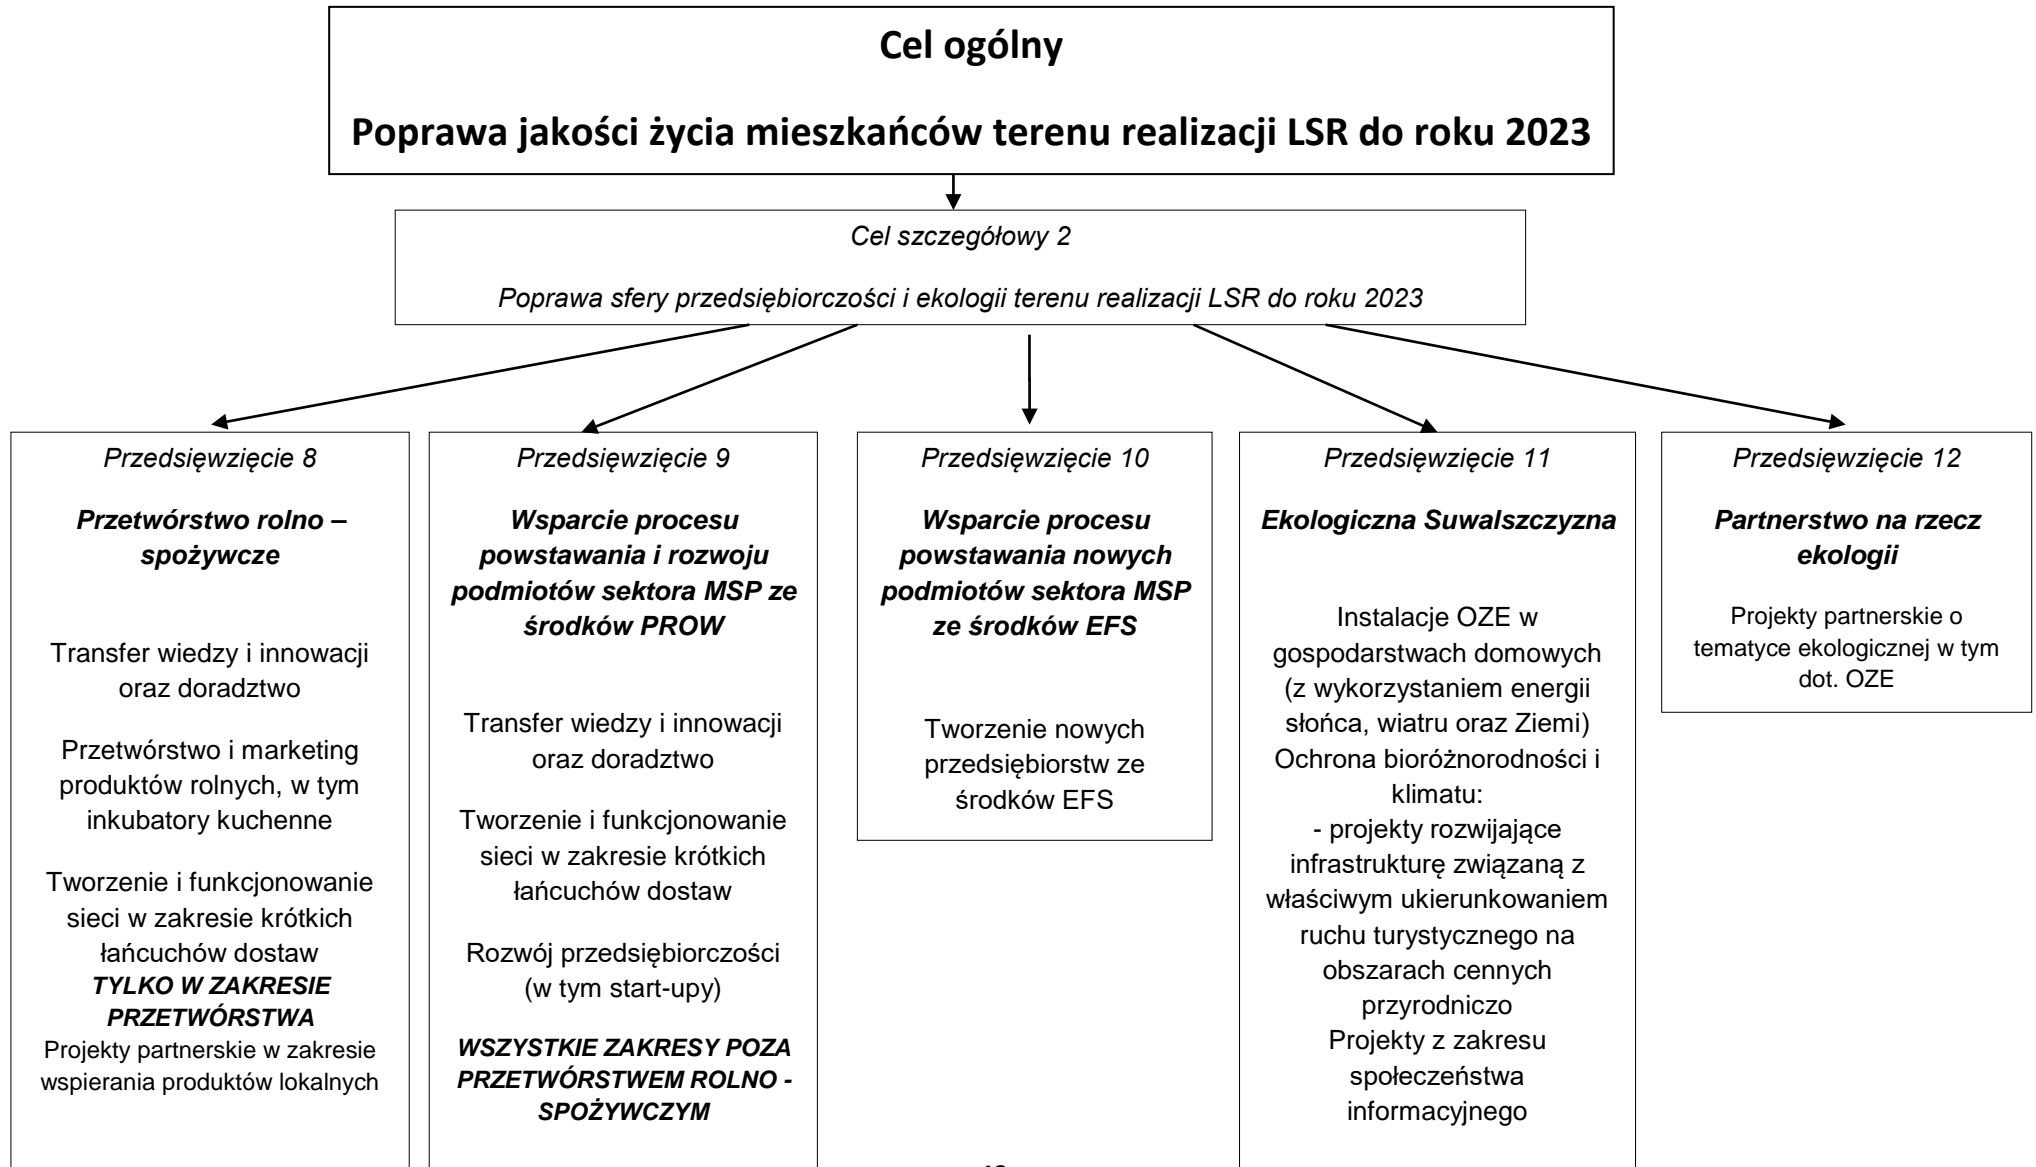 Cel ogólny
Poprawa jakości życia mieszkańców terenu realizacji LSR do roku 2023
Cel szczegółowy 2
Poprawa sfery przedsiębiorczości i ekologii terenu realizacji LSR do roku 2023
Przedsięwzięcie 8
Przetwórstwo rolno –
spożywcze
Transfer wiedzy i innowacji
oraz doradztwo
Przetwórstwo i marketing
produktów rolnych, w tym
inkubatory kuchenne
Tworzenie i funkcjonowanie
sieci w zakresie krótkich
łańcuchów dostaw
TYLKO W ZAKRESIE
PRZETWÓRSTWA
Projekty partnerskie w zakresie
wspierania produktów lokalnych
Przedsięwzięcie 9
Wsparcie procesu
powstawania i rozwoju
podmiotów sektora MSP ze
środków PROW
Transfer wiedzy i innowacji
oraz doradztwo
Tworzenie i funkcjonowanie
sieci w zakresie krótkich
łańcuchów dostaw
Rozwój przedsiębiorczości
(w tym start-upy)
WSZYSTKIE ZAKRESY POZA
PRZETWÓRSTWEM ROLNO -
SPOŻYWCZYM
Przedsięwzięcie 10
Wsparcie procesu
powstawania nowych
podmiotów sektora MSP
ze środków EFS
Tworzenie nowych
przedsiębiorstw ze
środków EFS
Przedsięwzięcie 11
Ekologiczna Suwalszczyzna
Instalacje OZE w
gospodarstwach domowych
(z wykorzystaniem energii
słońca, wiatru oraz Ziemi)
Ochrona bioróżnorodności i
klimatu:
- projekty rozwijające
infrastrukturę związaną z
właściwym ukierunkowaniem
ruchu turystycznego na
obszarach cennych
przyrodniczo
Projekty z zakresu
społeczeństwa
informacyjnego
Przedsięwzięcie 12
Partnerstwo na rzecz
ekologii
Projekty partnerskie o
tematyce ekologicznej w tym
dot. OZE